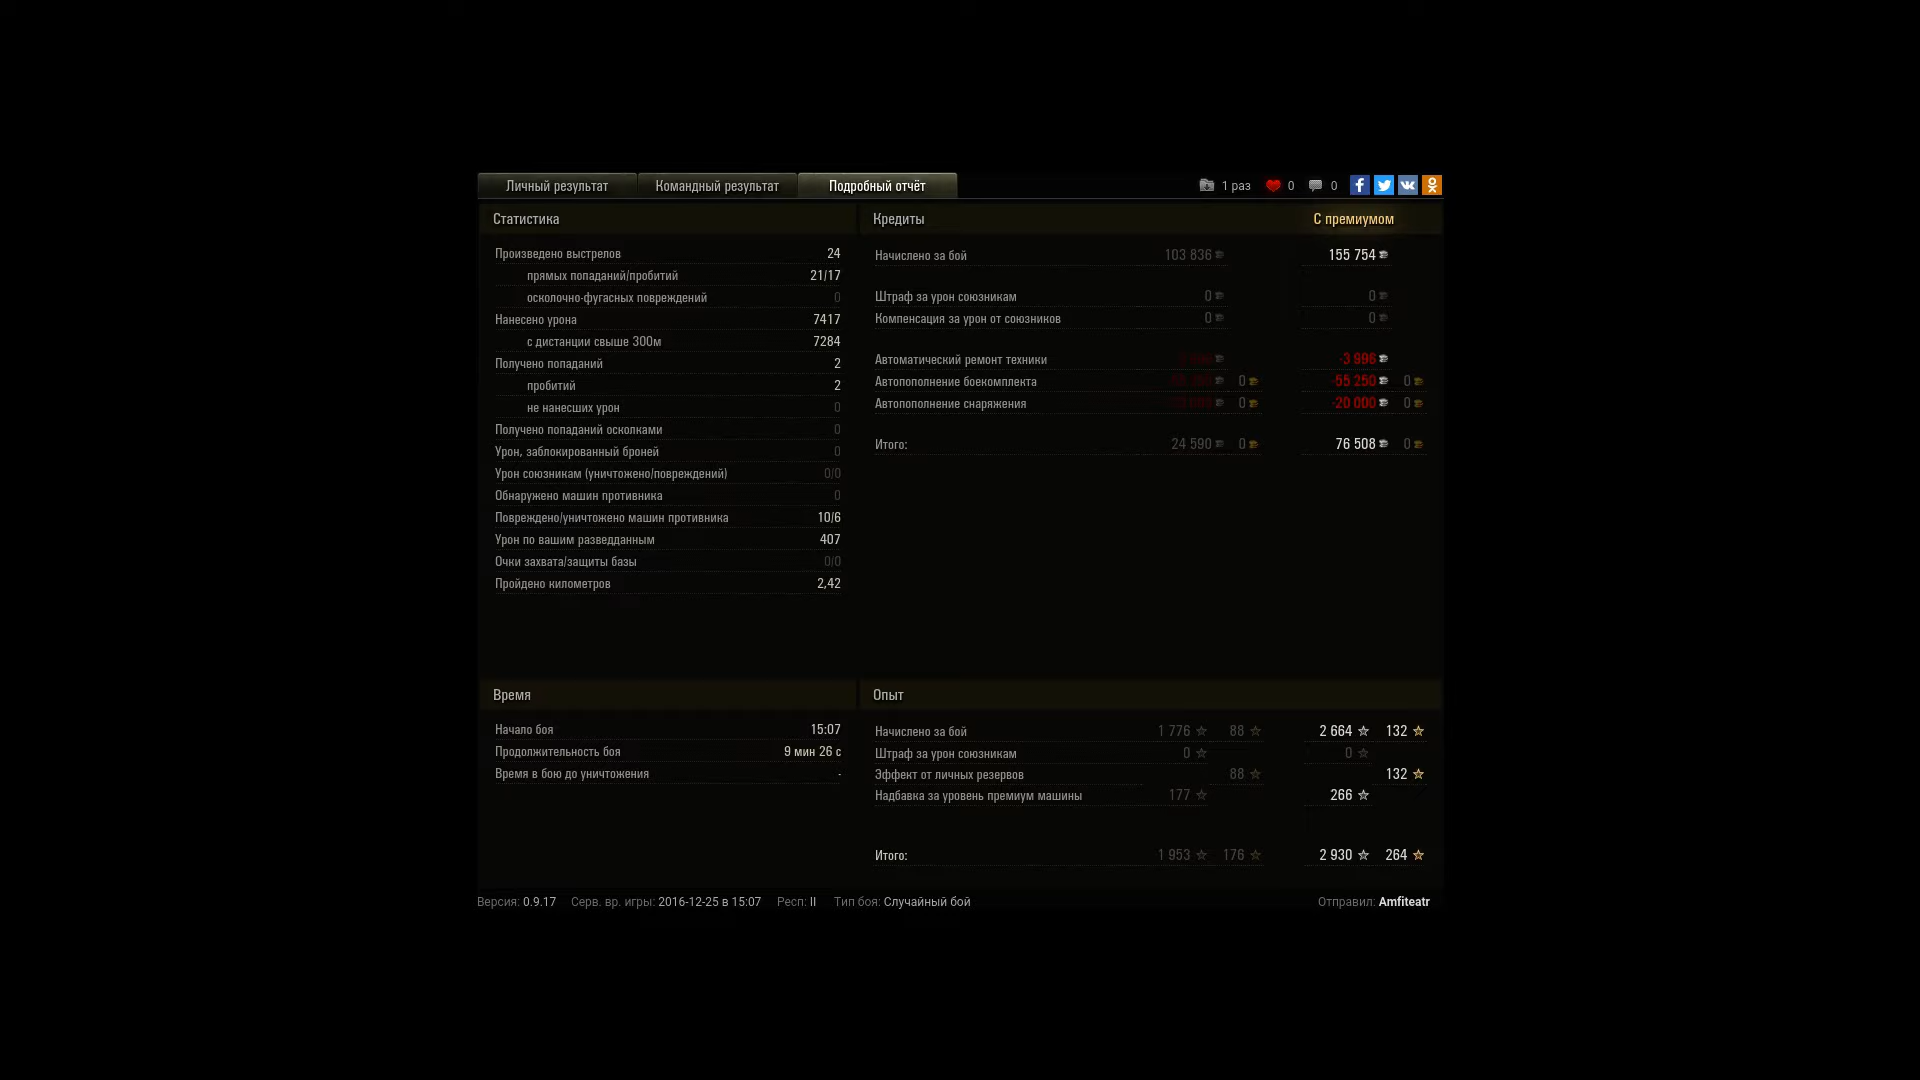 Личный результат Командный результат Подробный отчёт 1 раз 0 0
Статистика
Произведено выстрелов 24
прямых попаданий/пробитий 21/17
осколочно-фугасных повреждений 0
Нанесено урона 7417
с дистанции свыше 300м 7284
Получено попаданий 2
пробитий 2
не нанесших урон 0
Получено попаданий осколками 0
Урон, заблокированный броней 0
Урон союзникам (уничтожено/повреждений) 0/0
Обнаружено машин противника 0
Повреждено/уничтожено машин противника 10/6
Урон по вашим разведданным 407
Очки захвата/защиты базы 0/0
Пройдено километров 2,42
Кредиты С премиумом
Начислено за бой 103 836 155 754
Штраф за урон союзникам 0 0
Компенсация за урон от союзников 0 0
Автоматический ремонт техники -3 996
Автопополнение боекомплекта 0 -55 250 0
Автопополнение снаряжения 0 -20 000 0
Итого: 24 590 0 76 508 0
Время
Начало боя 15:07
Продолжительность боя 9 мин 26 с
Время в бою до уничтожения -
Опыт
Начислено за бой 1 776 88 2 664 132
Штраф за урон союзникам 0 0
Эффект от личных резервов 88 132
Надбавка за уровень премиум машины 177 266
Итого: 1 953 176 2 930 264
Версия: 0.9.17 Серв. вр. игры: 2016-12-25 в 15:07 Респ: II Тип боя: Случайный бой Отправил: Amfiteatr